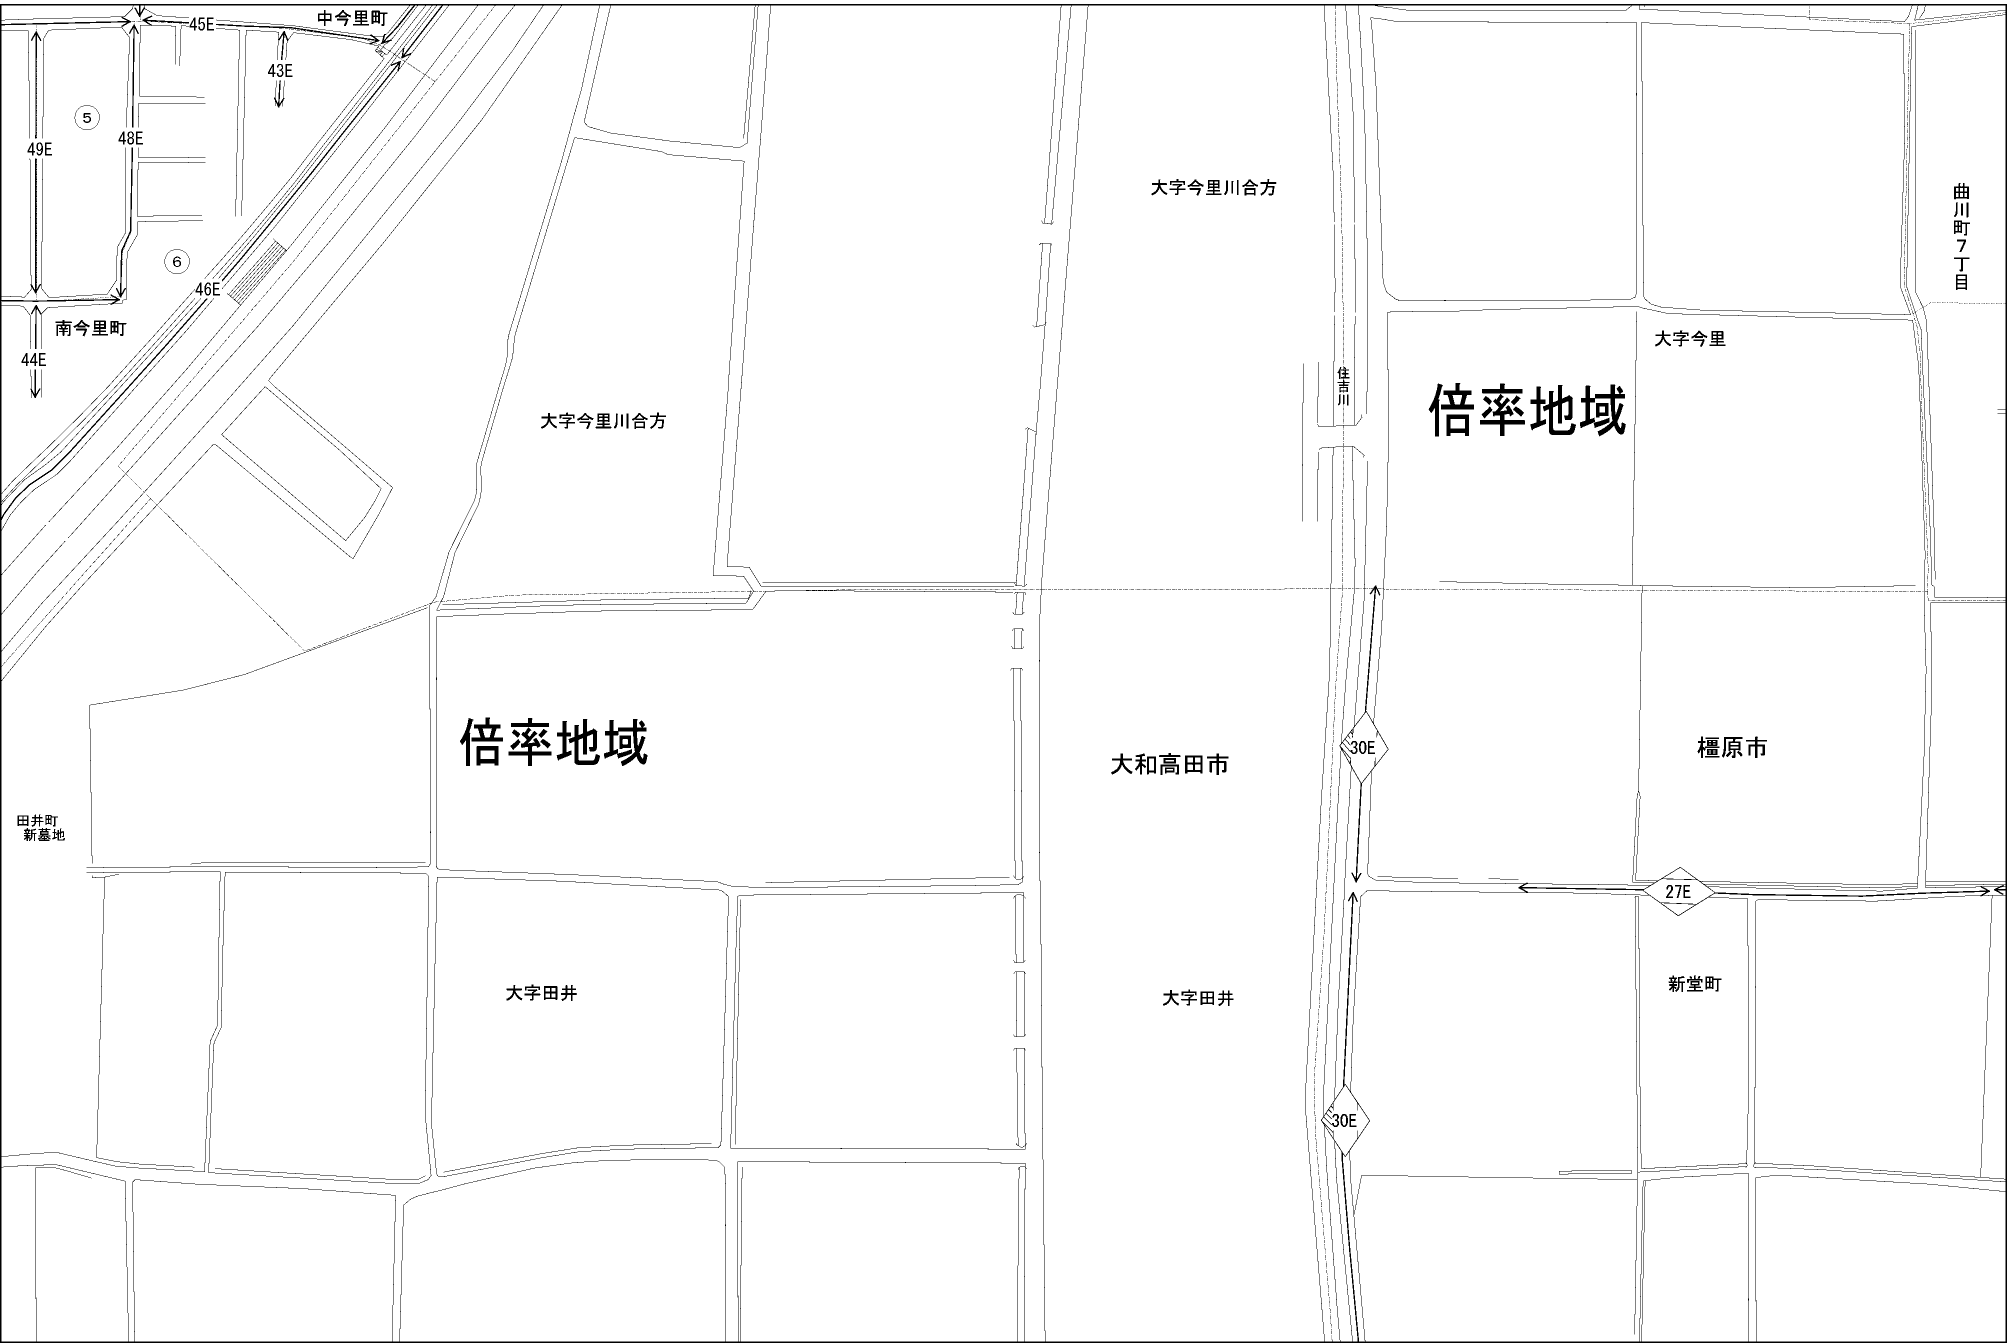 中今里町
45E
43E
⑤
48E
49E
⑥
46E
南今里町
44E
大字今里川合方
曲川町7丁目
大字今里
住吉川
倍率地域
大字今里川合方
倍率地域
大和高田市
30E
橿原市
田井町
新墓地
27E
大字田井
大字田井
新堂町
30E